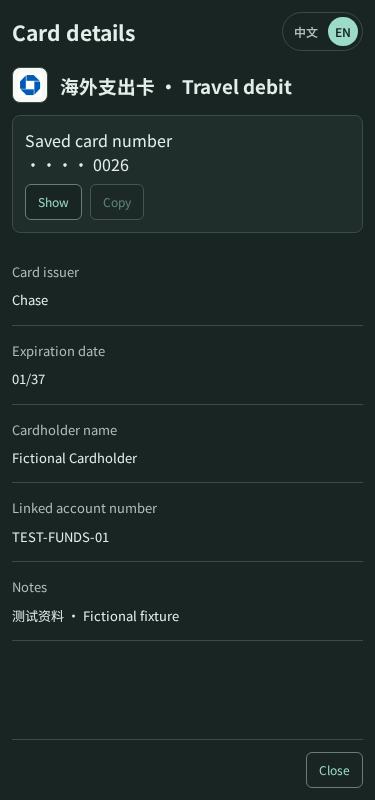 Card details
中文 EN
海外支出卡 • Travel debit
Saved card number
• • • • 0026
Show Copy
Card issuer
Chase
Expiration date
01/37
Cardholder name
Fictional Cardholder
Linked account number
TEST-FUNDS-01
Notes
测试资料 • Fictional fixture
Close